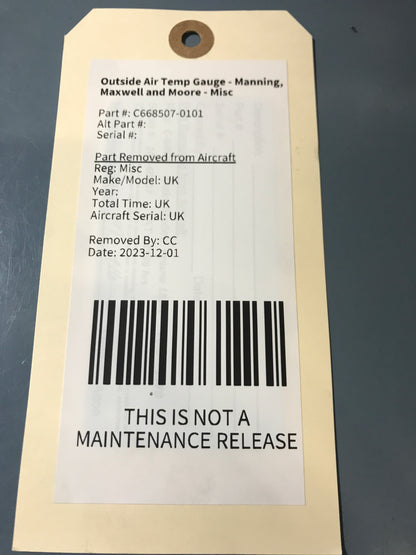 Outside Air Temp Gauge - Manning,
Maxwell and Moore - Misc
Part #: C668507-0101
Alt Part #:
Serial #:
Part Removed from Aircraft
Reg: Misc
Make/Model: UK
Year:
Total Time: UK
Aircraft Serial: UK
Removed By: CC
Date: 2023-12-01
THIS IS NOT A
MAINTENANCE RELEASE